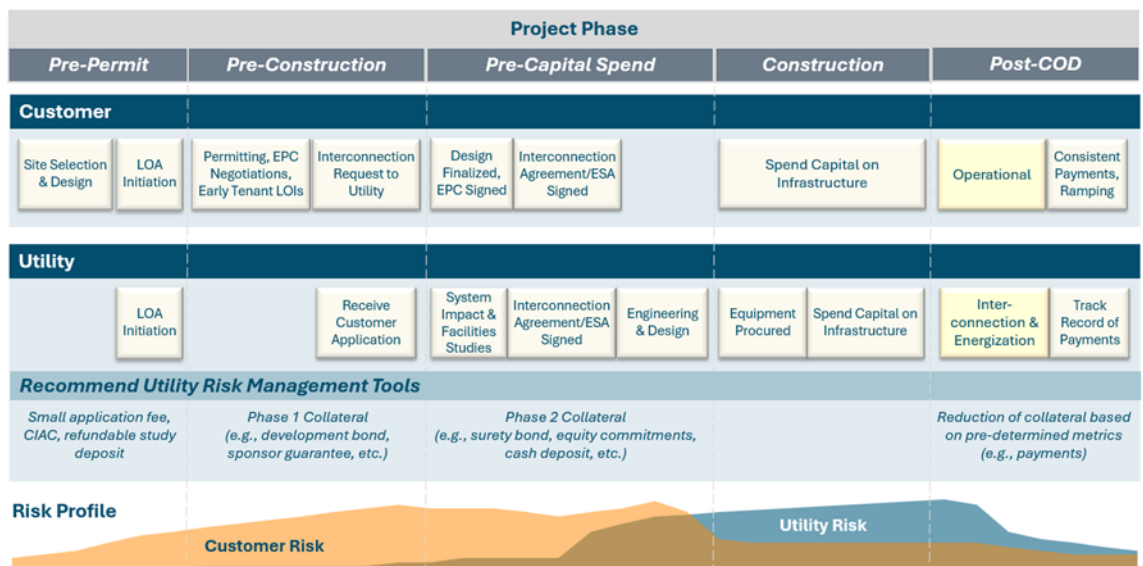 Project Phase
Pre-Permit
Pre-Construction
Pre-Capital Spend
Construction
Post-COD
Customer
Site Selection
& Design
LOA
Initiation
Permitting, EPC
Negotiations,
Early Tenant LOIs
Interconnection
Request to
Utility
Design
Finalized,
EPC Signed
Interconnection
Agreement/ESA
Signed
Spend Capital on
Infrastructure
Operational
Consistent
Payments,
Ramping
Utility
LOA
Initiation
Receive
Customer
Application
System
Impact &
Facilities
Studies
Interconnection
Agreement/ESA
Signed
Engineering
& Design
Equipment
Procured
Spend Capital on
Infrastructure
Inter-
connection &
Energization
Track
Record of
Payments
Recommend Utility Risk Management Tools
Small application fee,
CIAC, refundable study
deposit
Phase 1 Collateral
(e.g., development bond,
sponsor guarantee, etc.)
Phase 2 Collateral
(e.g., surety bond, equity commitments,
cash deposit, etc.)
Reduction of collateral based
on pre-determined metrics
(e.g., payments)
Risk Profile
Customer Risk
Utility Risk